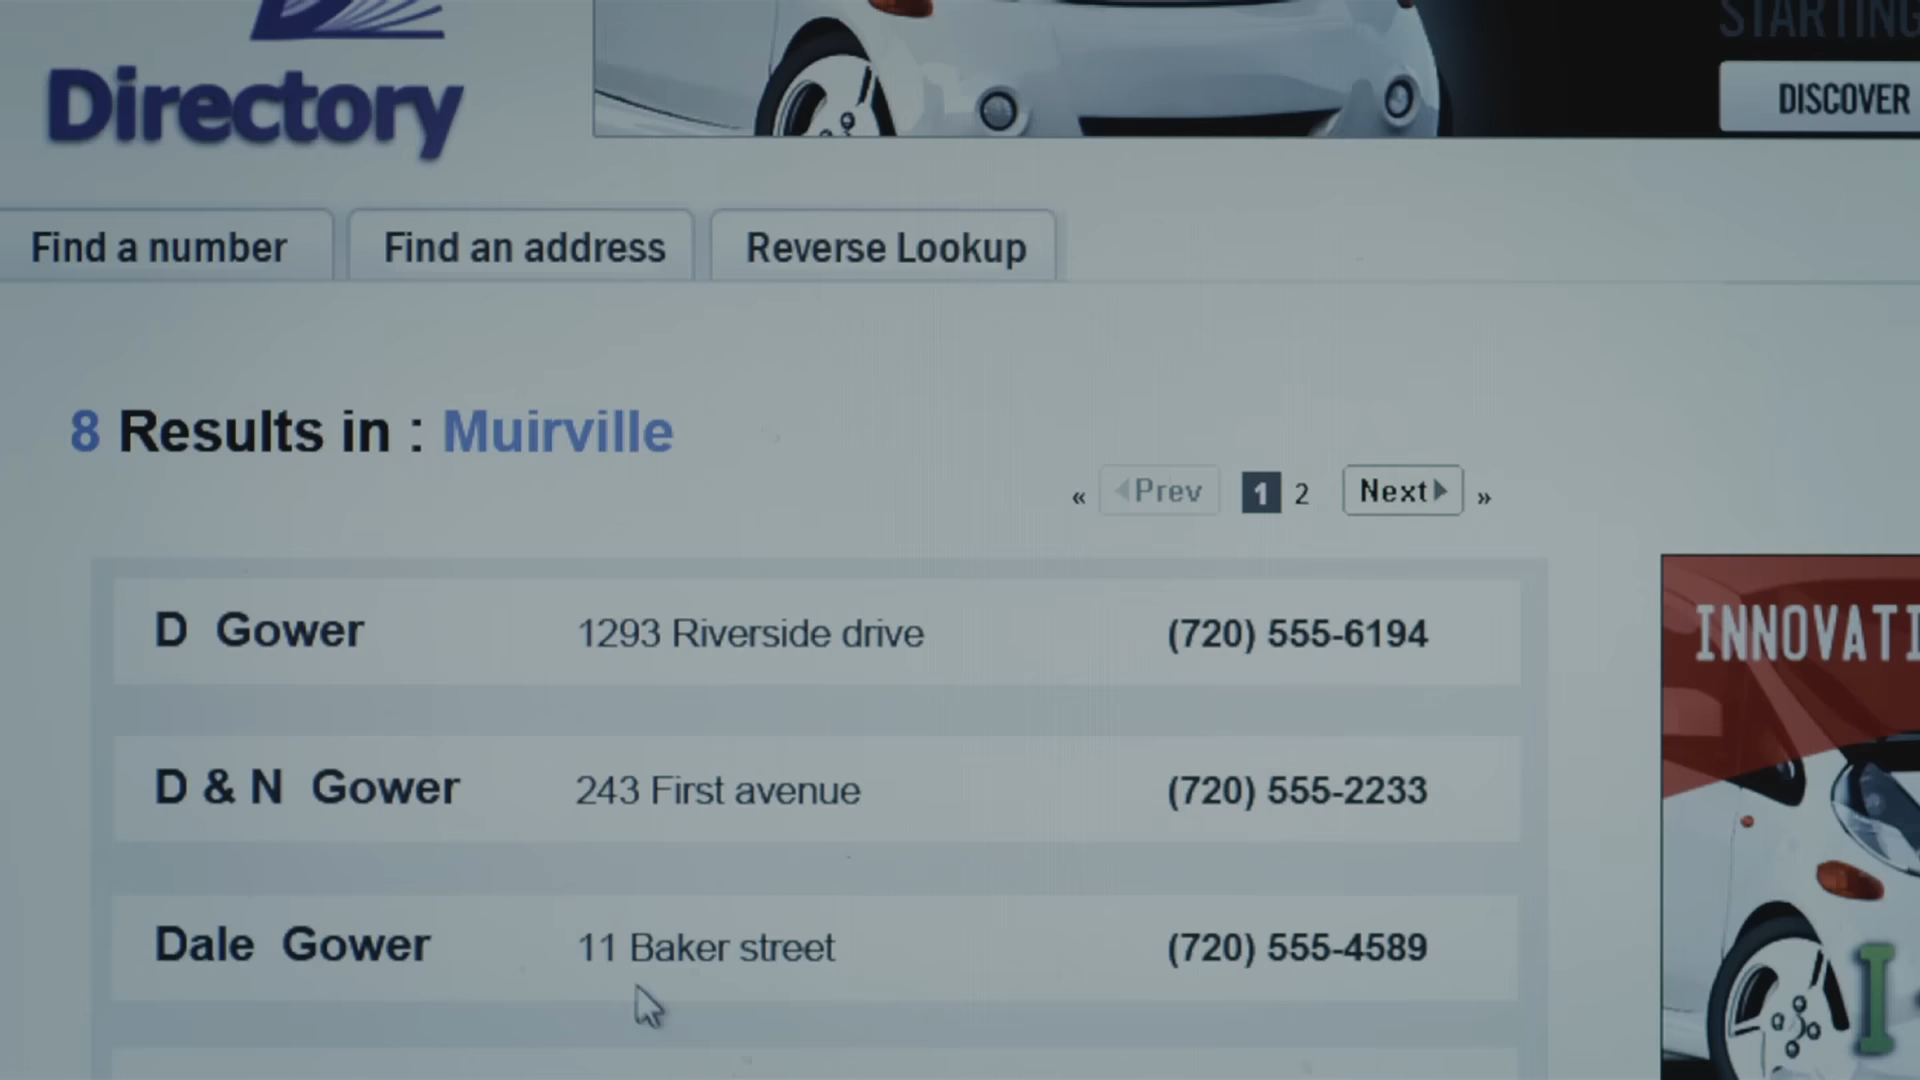 Directory
STARTING
DISCOVER
Find a number
Find an address
Reverse Lookup
8 Results in : Muirville
« Prev 1 2 Next »
D Gower 1293 Riverside drive (720) 555-6194
D & N Gower 243 First avenue (720) 555-2233
Dale Gower 11 Baker street (720) 555-4589
INNOVATI
I